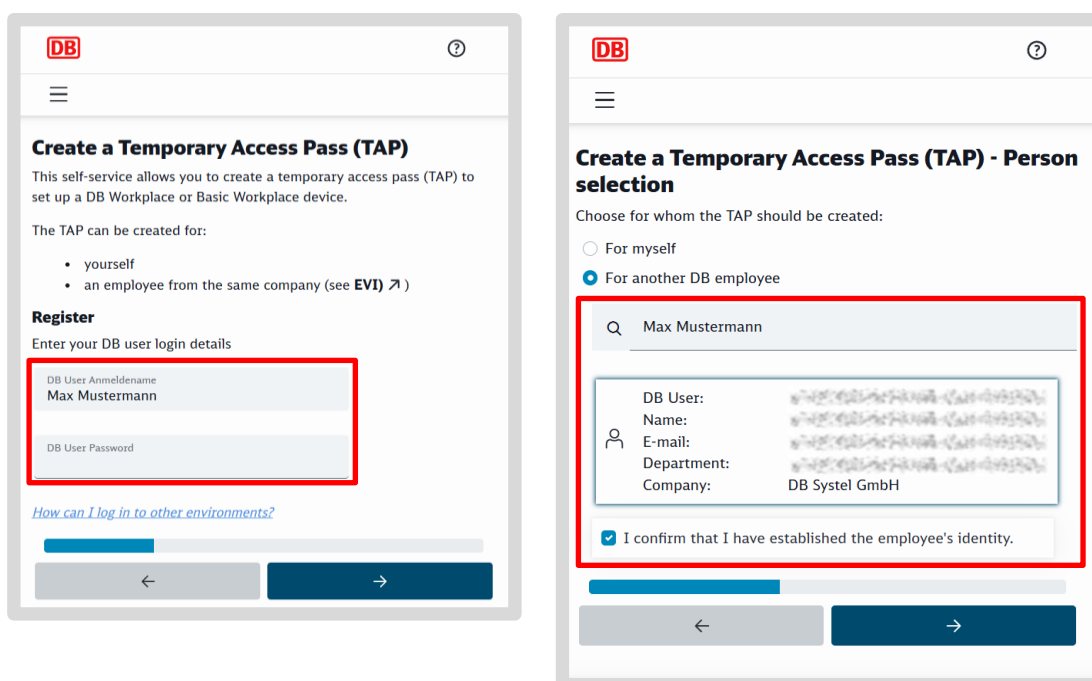 DB
Create a Temporary Access Pass (TAP)
This self-service allows you to create a temporary access pass (TAP) to
set up a DB Workplace or Basic Workplace device.
The TAP can be created for:
• yourself
• an employee from the same company (see EVI) ↗ )
Register
Enter your DB user login details
DB User Anmeldename
Max Mustermann
DB User Password
How can I log in to other environments?
DB
Create a Temporary Access Pass (TAP) - Person
selection
Choose for whom the TAP should be created:
For myself
For another DB employee
Max Mustermann
DB User:
Name:
E-mail:
Department:
Company: DB Systel GmbH
I confirm that I have established the employee's identity.